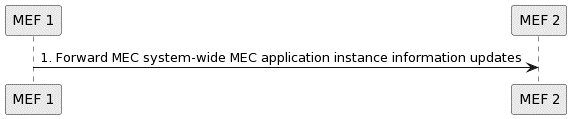 MEF 1
MEF 2
1. Forward MEC system-wide MEC application instance information updates
MEF 1
MEF 2